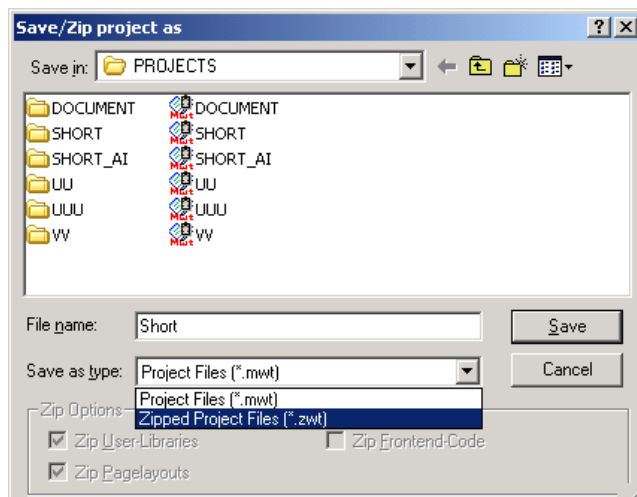 Save/Zip project as
Save in: PROJECTS
DOCUMENT DOCUMENT
SHORT SHORT
SHORT_AI SHORT_AI
UU UU
UUU UUU
VV VV
File name: Short Save
Save as type: Project Files (*.mwt) Cancel
Project Files (*.mwt)
Zipped Project Files (*.zwt)
Zip Options
Zip User-Libraries Zip Frontend-Code
Zip Pagelayouts